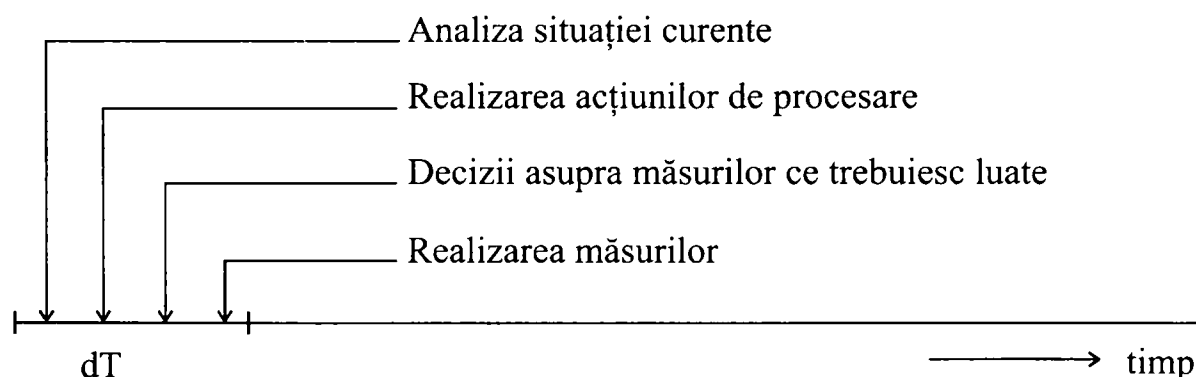 Analiza situației curente
Realizarea acțiunilor de procesare
Decizii asupra măsurilor ce trebuiesc luate
Realizarea măsurilor
dT
timp